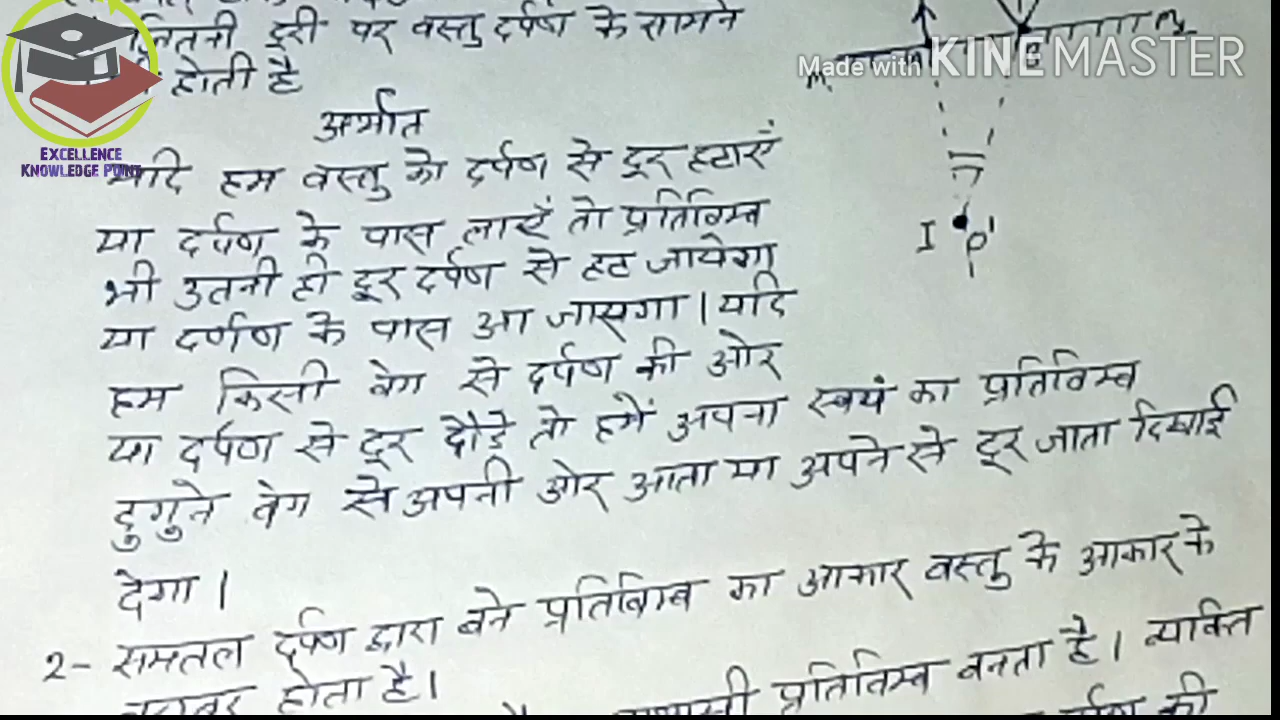 जितनी दूरी पर वस्तु दर्पण के सामने
होती है
अर्थात
यदि हम वस्तु को दर्पण से दूर हटाएं
या दर्पण के पास लाएं तो प्रतिबिम्ब
भी उतनी ही दूर दर्पण से हट जायेगा
या दर्पण के पास आ जाएगा। यदि
हम किसी वेग से दर्पण की ओर
या दर्पण से दूर दौड़े तो हमें अपना स्वयं का प्रतिबिम्ब
दुगुने वेग से अपनी ओर आता या अपने से दूर जाता दिखाई
देगा।
2- समतल दर्पण द्वारा बने प्रतिबिम्ब का आकार वस्तु के आकार के
बराबर होता है।
प्रतिबिम्ब बनता है। व्यक्ति
की
I P'
EXCELLENCE
KNOWLEDGE POINT
Made with KINEMASTER